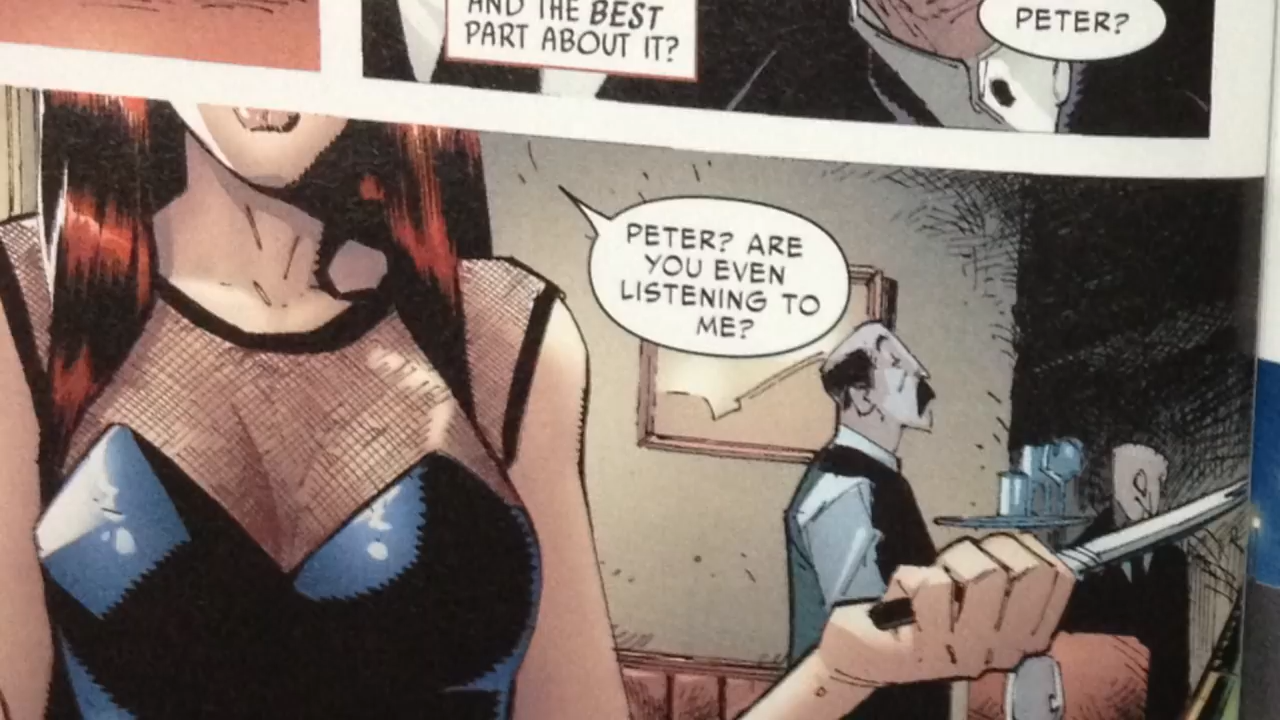 AND THE BEST
PART ABOUT IT?
PETER?
PETER? ARE
YOU EVEN
LISTENING TO
ME?